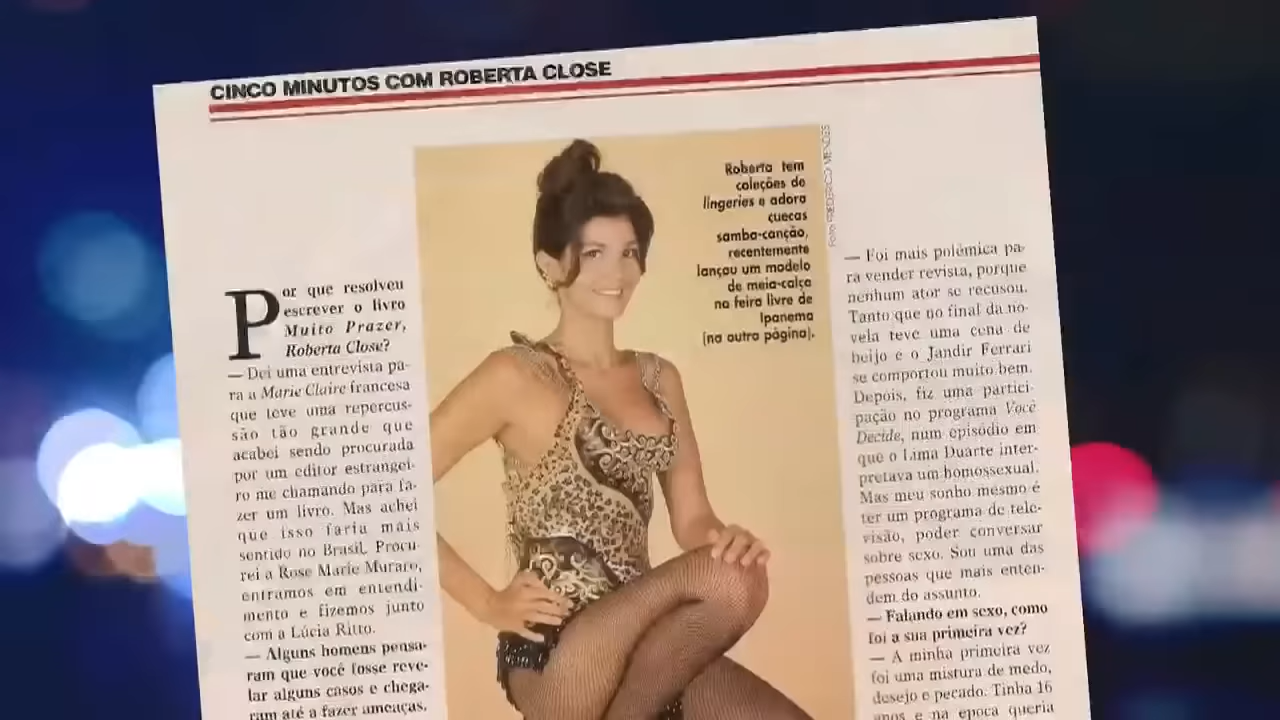 CINCO MINUTOS COM ROBERTA CLOSE
Por que resolveu
escrever o livro
Muito Prazer,
Roberta Close?
— Dei uma entrevista pa-
ra a Marie Claire francesa
que teve uma repercus-
são tão grande que
acabei sendo procurada
por um editor estrangei-
ro me chamando para fa-
zer um livro. Mas achei
que isso faria mais
sentido no Brasil. Procu-
rei a Rose Marie Muraro,
entramos em entendi-
mento e fizemos junto
com a Lúcia Ritto.
— Alguns homens pensa-
ram que você fosse reve-
lar alguns casos e chega-
ram até a fazer ameaças.
Roberta tem
coleções de
lingeries e adora
cuecas
samba-canção,
recentemente
lançou um modelo
de meia-calça
na feira livre de
Ipanema
(na outra página).
Foto FREDERICO MENDES
— Foi mais polêmica pa-
ra vender revista, porque
nenhum ator se recusou.
Tanto que no final da no-
vela teve uma cena de
beijo e o Jandir Ferrari
se comportou muito bem.
Depois, fiz uma partici-
pação no programa Você
Decide, num episódio em
que o Lima Duarte inter-
pretava um homossexual.
Mas meu sonho mesmo é
ter um programa de tele-
visão, poder conversar
sobre sexo. Sou uma das
pessoas que mais enten-
dem do assunto.
— Falando em sexo, como
foi a sua primeira vez?
— A minha primeira vez
foi uma mistura de medo,
desejo e pecado. Tinha 16
anos e na época queria